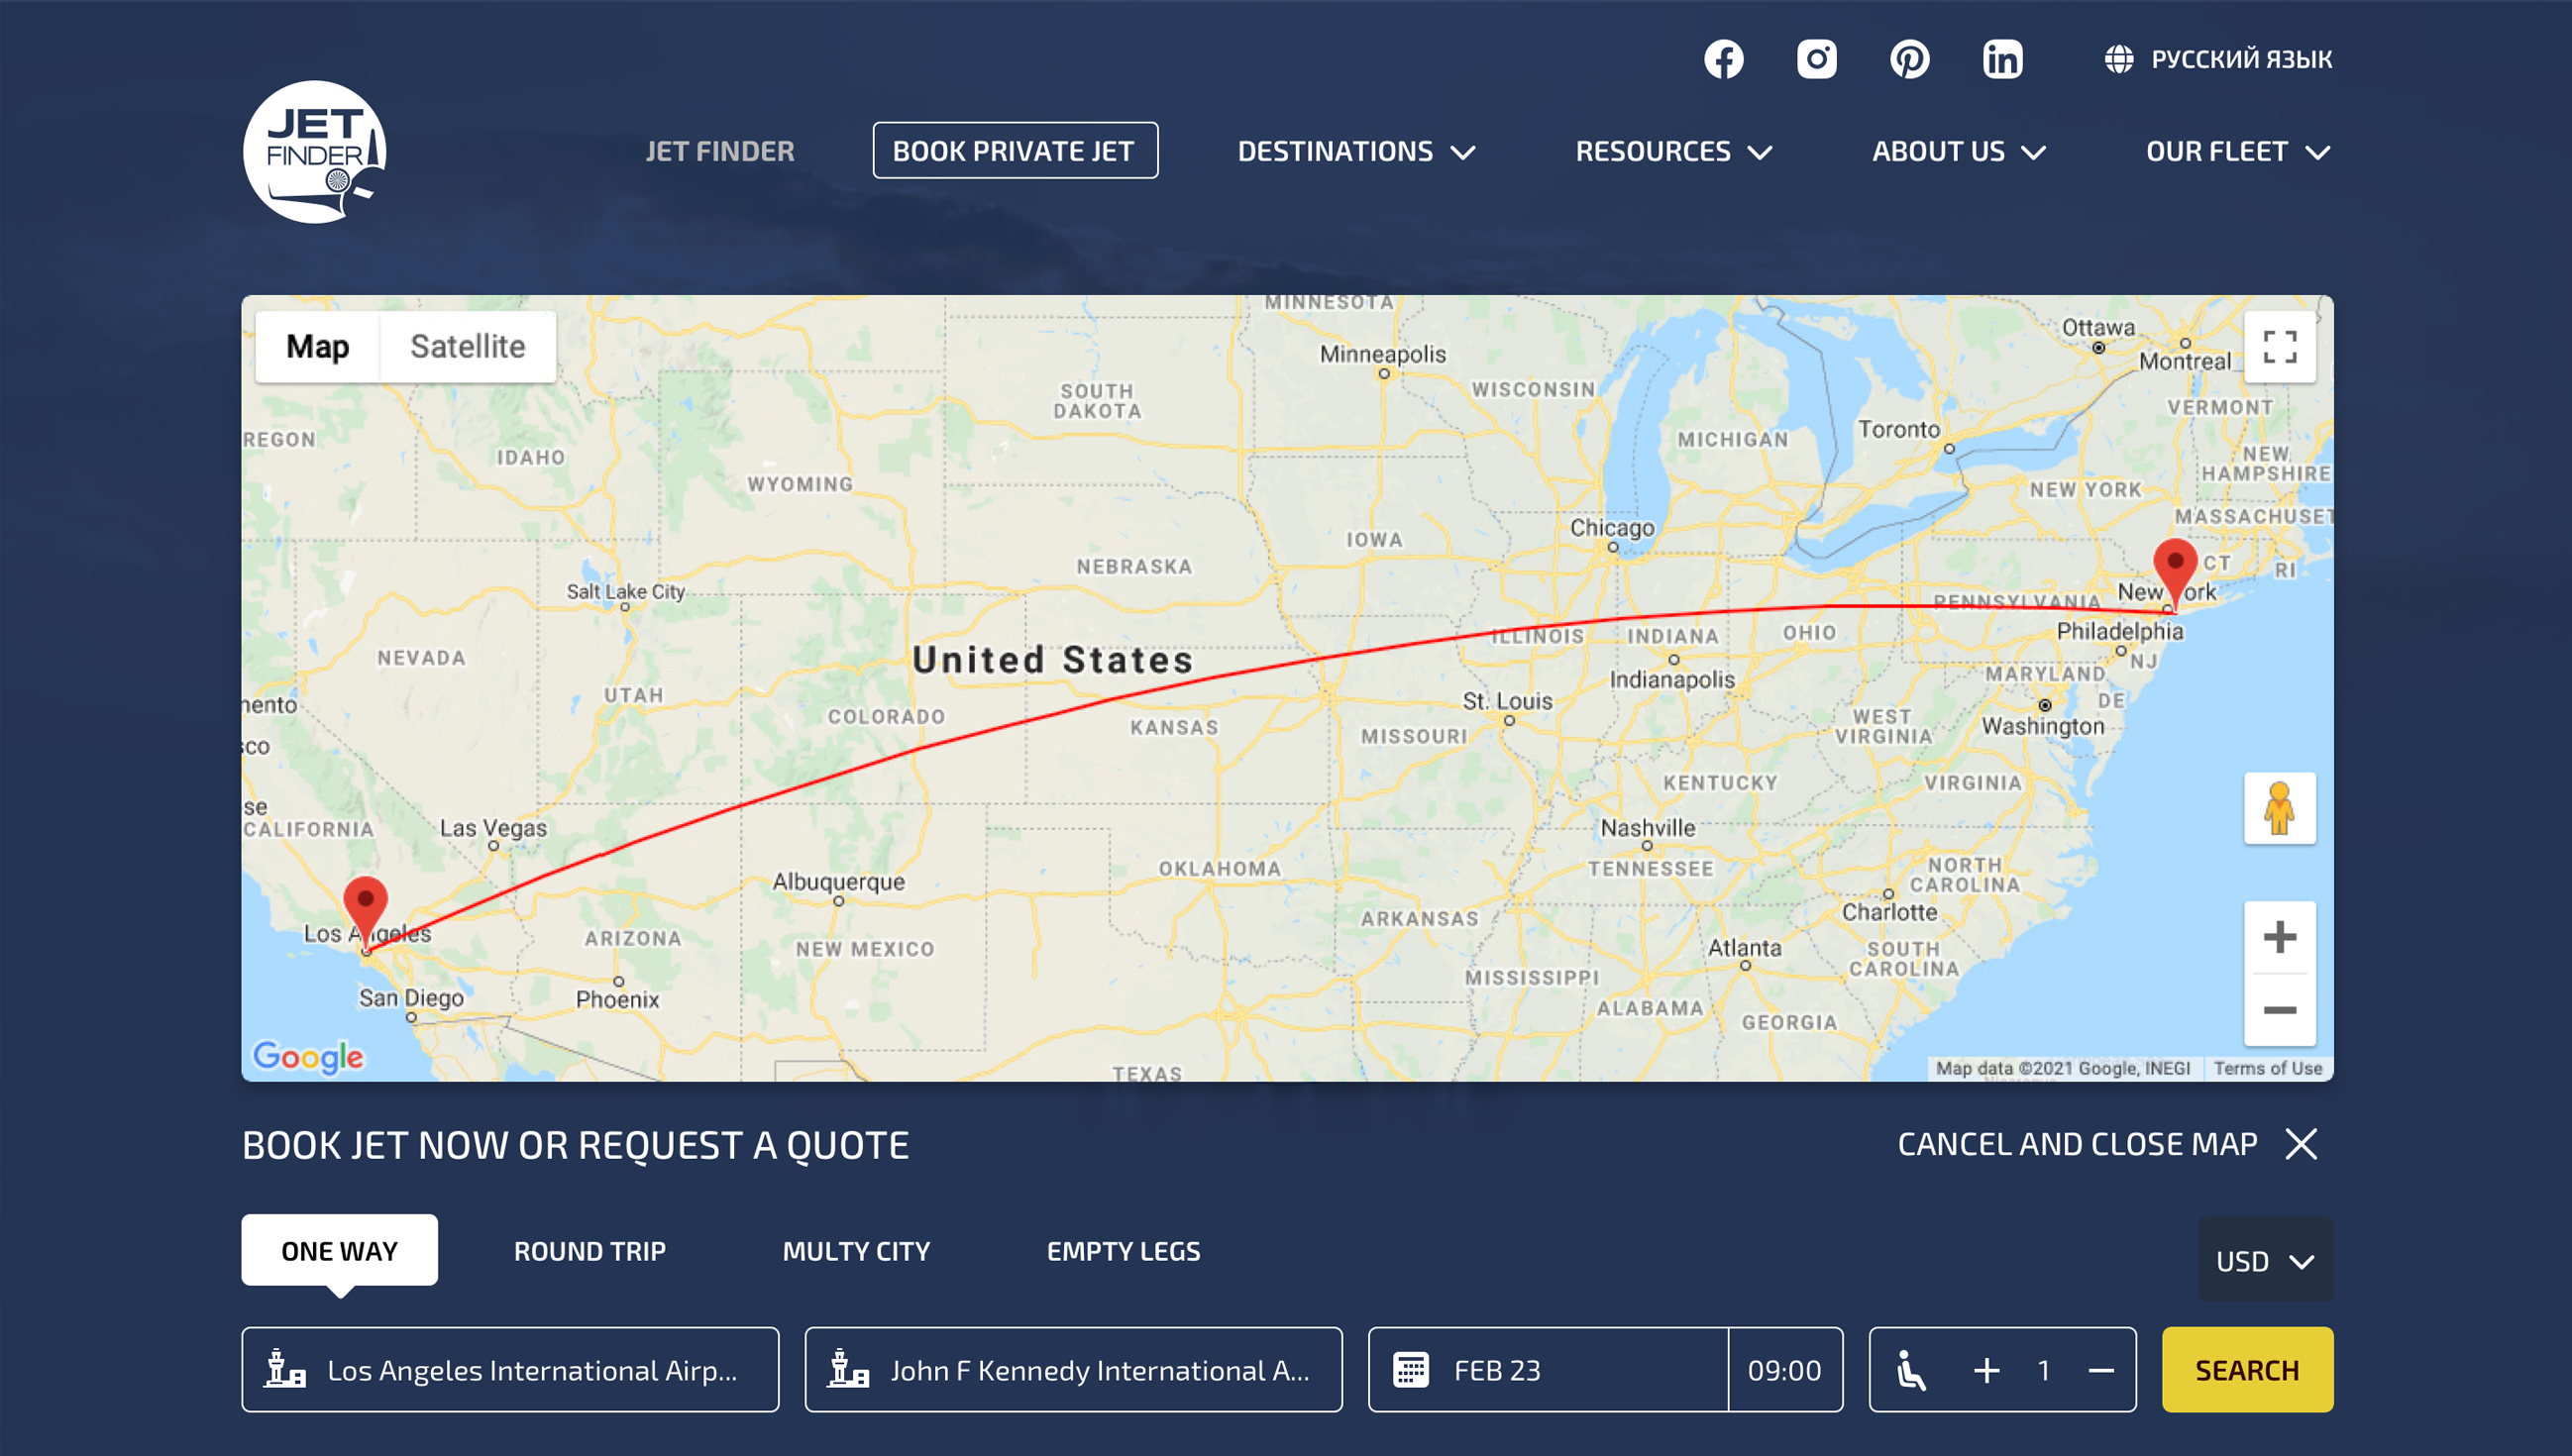 РУССКИЙ ЯЗЫК
JET
FINDER
JET FINDER
BOOK PRIVATE JET
DESTINATIONS
RESOURCES
ABOUT US
OUR FLEET
Map
Satellite
MINNESOTA
Ottawa
Montreal
Minneapolis
WISCONSIN
SOUTH
DAKOTA
VERMONT
Toronto
MICHIGAN
REGON
IDAHO
NEW
HAMPSHIRE
WYOMING
NEW YORK
MASSACHUSET
Chicago
IOWA
CT
RI
NEBRASKA
Salt Lake City
New York
PENNSYLVANIA
ILLINOIS
INDIANA
OHIO
Philadelphia
NJ
NEVADA
United States
Indianapolis
MARYLAND
UTAH
DE
St. Louis
nento
COLORADO
KANSAS
MISSOURI
WEST
VIRGINIA
Washington
sco
KENTUCKY
VIRGINIA
se
CALIFORNIA
Las Vegas
Nashville
TENNESSEE
OKLAHOMA
NORTH
CAROLINA
Albuquerque
Charlotte
ARKANSAS
Los Angeles
ARIZONA
NEW MEXICO
Atlanta
SOUTH
CAROLINA
MISSISSIPPI
San Diego
Phoenix
ALABAMA
GEORGIA
Google
TEXAS
Map data ©2021 Google, INEGI
Terms of Use
BOOK JET NOW OR REQUEST A QUOTE
CANCEL AND CLOSE MAP
ONE WAY
ROUND TRIP
MULTY CITY
EMPTY LEGS
USD
Los Angeles International Airp...
John F Kennedy International A...
FEB 23
09:00
1
SEARCH